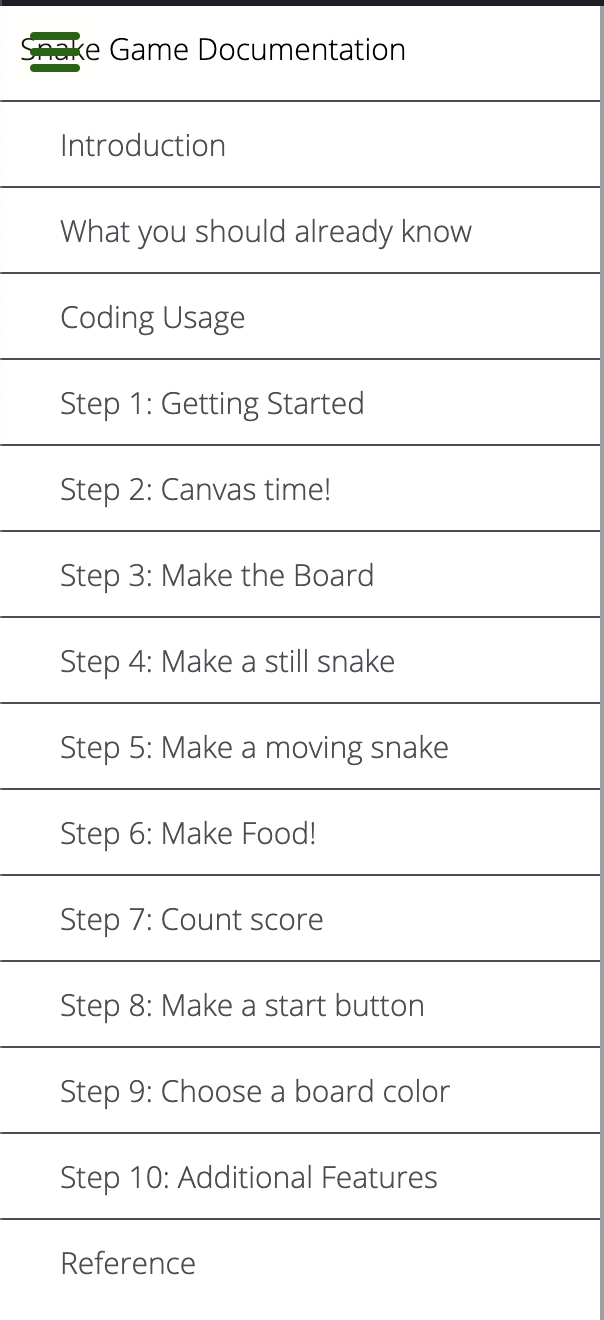 Snake Game Documentation
Introduction
What you should already know
Coding Usage
Step 1: Getting Started
Step 2: Canvas time!
Step 3: Make the Board
Step 4: Make a still snake
Step 5: Make a moving snake
Step 6: Make Food!
Step 7: Count score
Step 8: Make a start button
Step 9: Choose a board color
Step 10: Additional Features
Reference